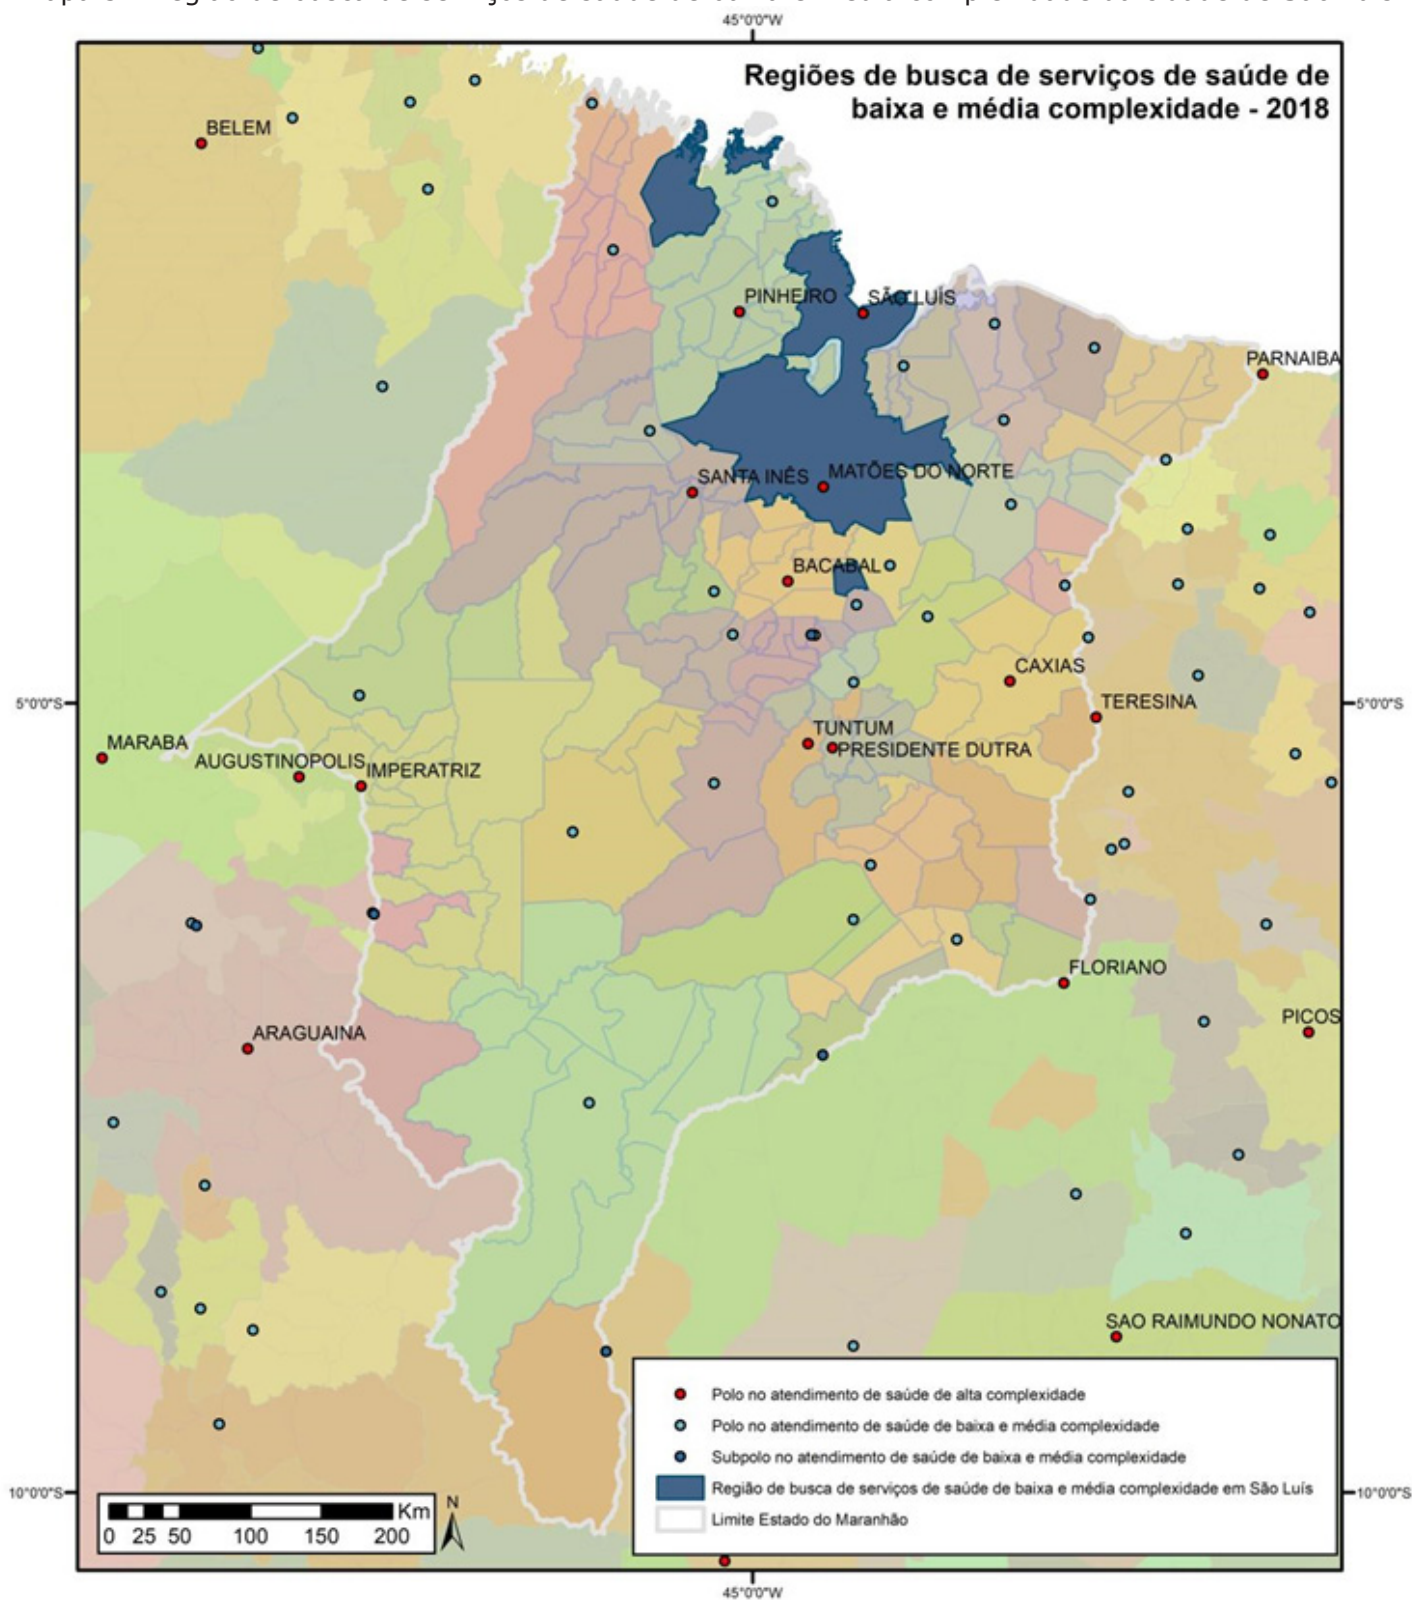 45°0'0"W
Regiões de busca de serviços de saúde de
baixa e média complexidade - 2018
BELEM
PINHEIRO
SÃO LUÍS
PARNAIBA
SANTA INÊS
MATÕES DO NORTE
BACABAL
CAXIAS
5°0'0"S
TERESINA
5°0'0"S
TUNTUM
MARABA
PRESIDENTE DUTRA
AUGUSTINOPOLIS
IMPERATRIZ
FLORIANO
PICOS
ARAGUAINA
SAO RAIMUNDO NONATO
Polo no atendimento de saúde de alta complexidade
Polo no atendimento de saúde de baixa e média complexidade
Subpolo no atendimento de saúde de baixa e média complexidade
Região de busca de serviços de saúde de baixa e média complexidade em São Luís
Limite Estado do Maranhão
10°0'0"S
10°0'0"S
Km
N
0 25 50 100 150 200
45°0'0"W